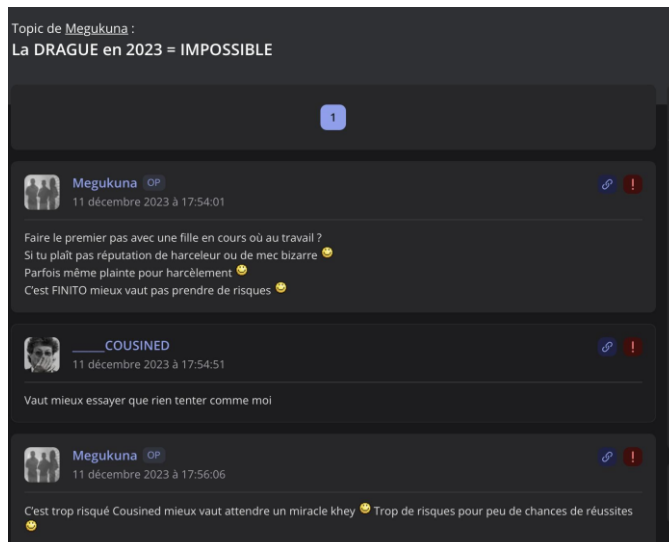 Topic de Megukuna :
La DRAGUE en 2023 = IMPOSSIBLE
1
Megukuna OP
11 décembre 2023 à 17:54:01
Faire le premier pas avec une fille en cours où au travail ?
Si tu plaît pas réputation de harceleur ou de mec bizarre
Parfois même plainte pour harcèlement
C'est FINITO mieux vaut pas prendre de risques
_____COUSINED
11 décembre 2023 à 17:54:51
Vaut mieux essayer que rien tenter comme moi
Megukuna OP
11 décembre 2023 à 17:56:06
C'est trop risqué Cousined mieux vaut attendre un miracle khey Trop de risques pour peu de chances de réussites